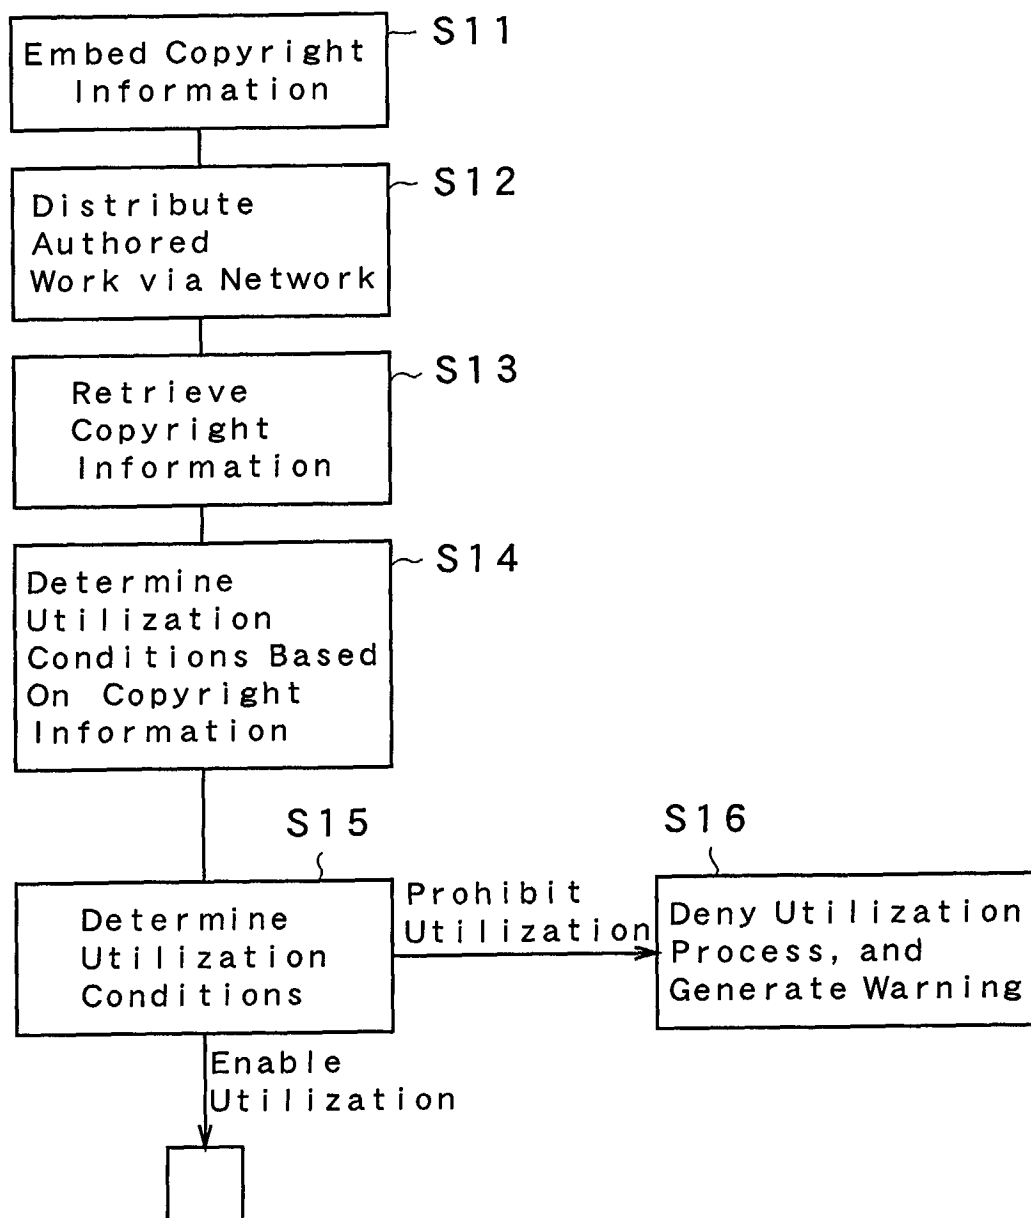 S11
Embed Copyright
Information
S12
Distribute
Authored
Work via Network
S13
Retrieve
Copyright
Information
S14
Determine
Utilization
Conditions Based
On Copyright
Information
S15
Determine
Utilization
Conditions
Prohibit
Utilization
S16
Deny Utilization
Process, and
Generate Warning
Enable
Utilization